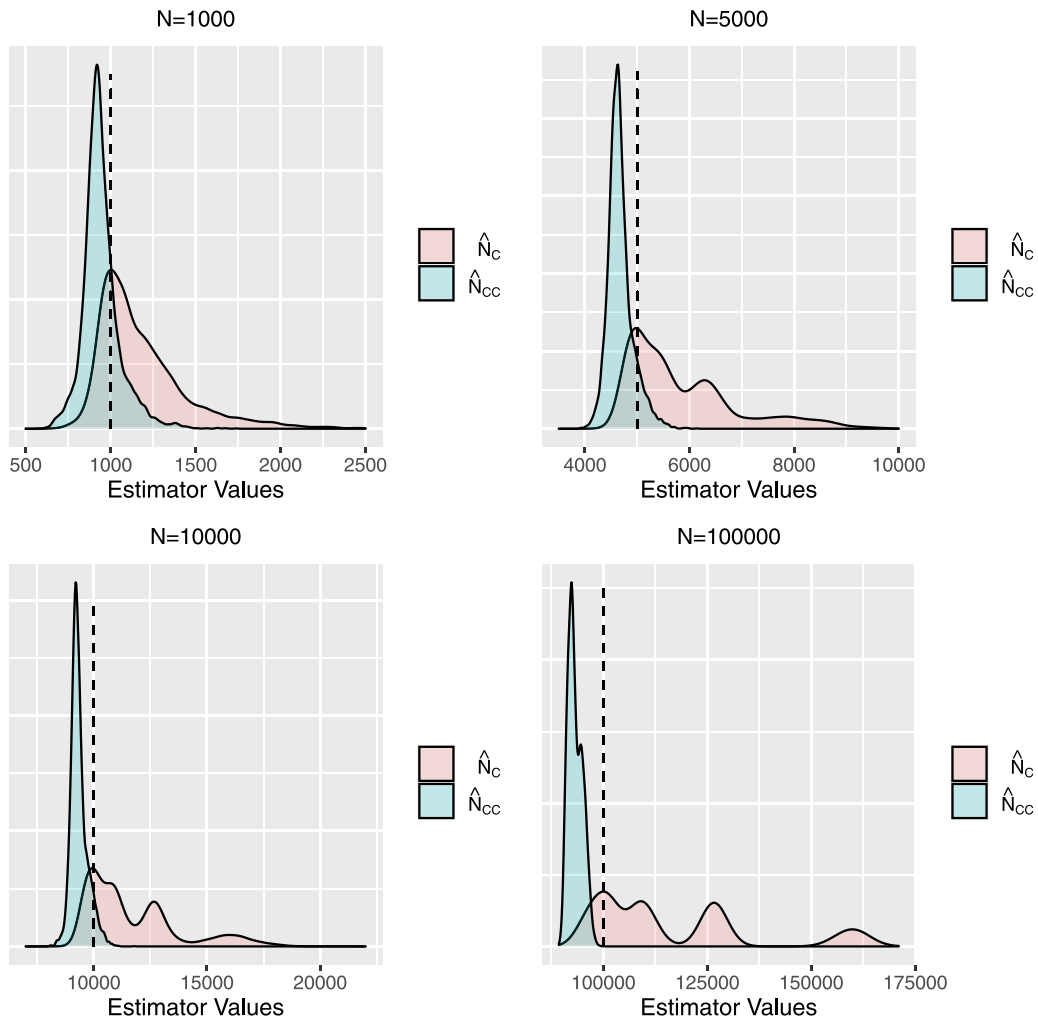 N=1000
N̂C
N̂CC
500 1000 1500 2000 2500
Estimator Values
N=5000
N̂C
N̂CC
4000 6000 8000 10000
Estimator Values
N=10000
N̂C
N̂CC
10000 15000 20000
Estimator Values
N=100000
N̂C
N̂CC
100000 125000 150000 175000
Estimator Values